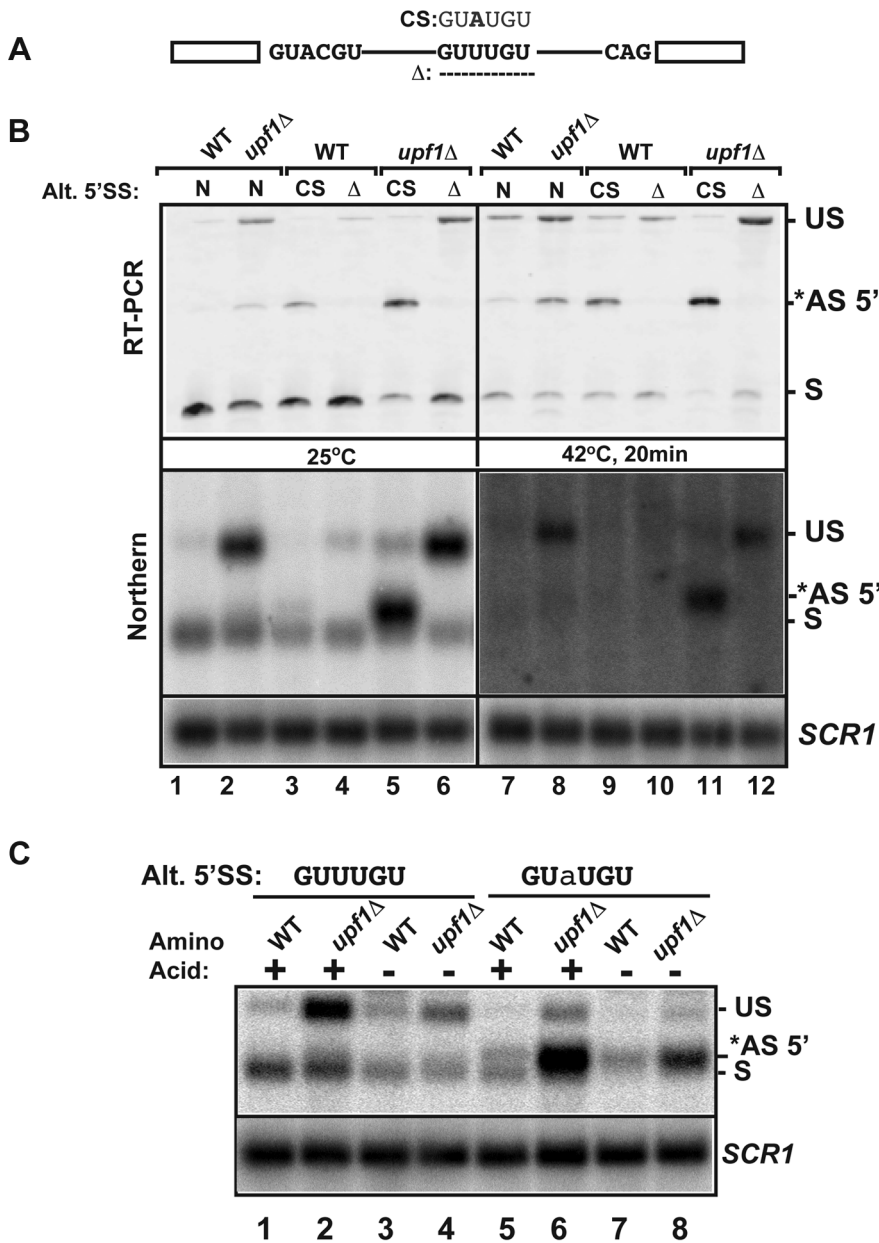 A
CS:GUAUGU
GUACGU GUUUGU CAG
Δ: -------------
B
WT upf1Δ WT upf1Δ WT upf1Δ WT upf1Δ
Alt. 5'SS: N N CS Δ CS Δ N N CS Δ CS Δ
RT-PCR
US
*AS 5'
S
25°C 42°C, 20min
Northern
US
*AS 5'
S
SCR1
1 2 3 4 5 6 7 8 9 10 11 12
C
Alt. 5'SS: GUUUGU GUaUGU
WT upf1Δ WT upf1Δ WT upf1Δ WT upf1Δ
Amino
Acid: + + - - + + - -
US
*AS 5'
S
SCR1
1 2 3 4 5 6 7 8